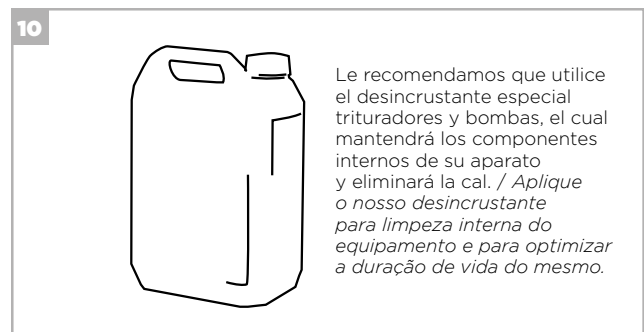 10
Le recomendamos que utilice
el desincrustante especial
trituradores y bombas, el cual
mantendrá los componentes
internos de su aparato
y eliminará la cal. / Aplique
o nosso desincrustante
para limpeza interna do
equipamento e para optimizar
a duração de vida do mesmo.